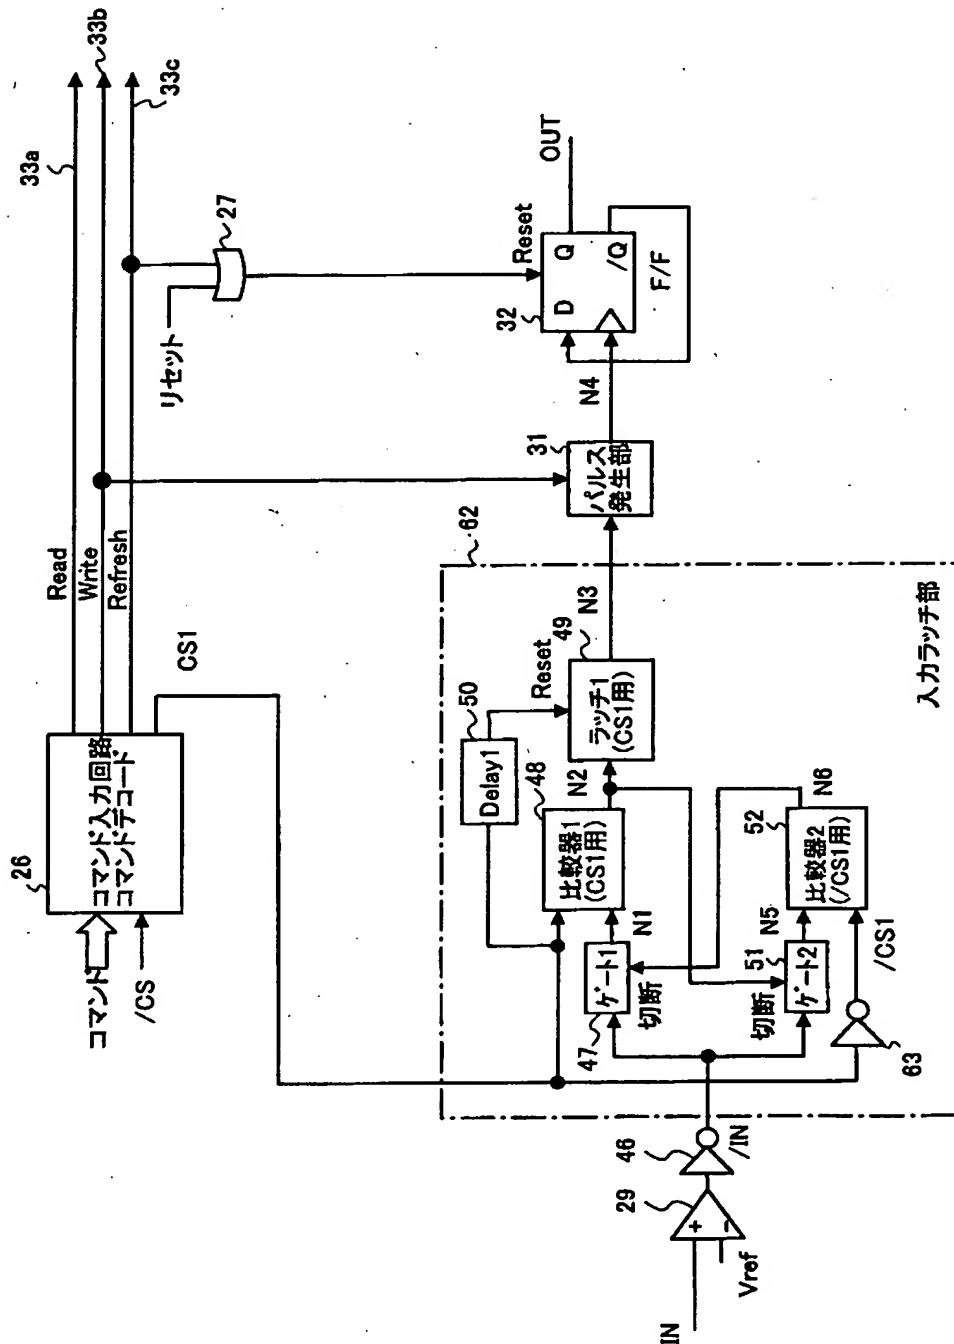 26
コマンド入力回路
コマンドデコード
コマンド
/CS
Read
Write
Refresh
CS1
33a
33b
33c
リセット
27
Reset
32
D
Q
/Q
F/F
OUT
N4
31
パルス
発生部
62
入力ラッチ部
N3
49
ラッチ1
(CS1用)
Reset
50
Delay1
48
比較器1
(CS1用)
N2
N1
47
ゲート1
切断
N6
52
比較器2
(/CS1用)
N5
51
ゲート2
切断
/CS1
63
46
/IN
29
+
-
Vref
IN